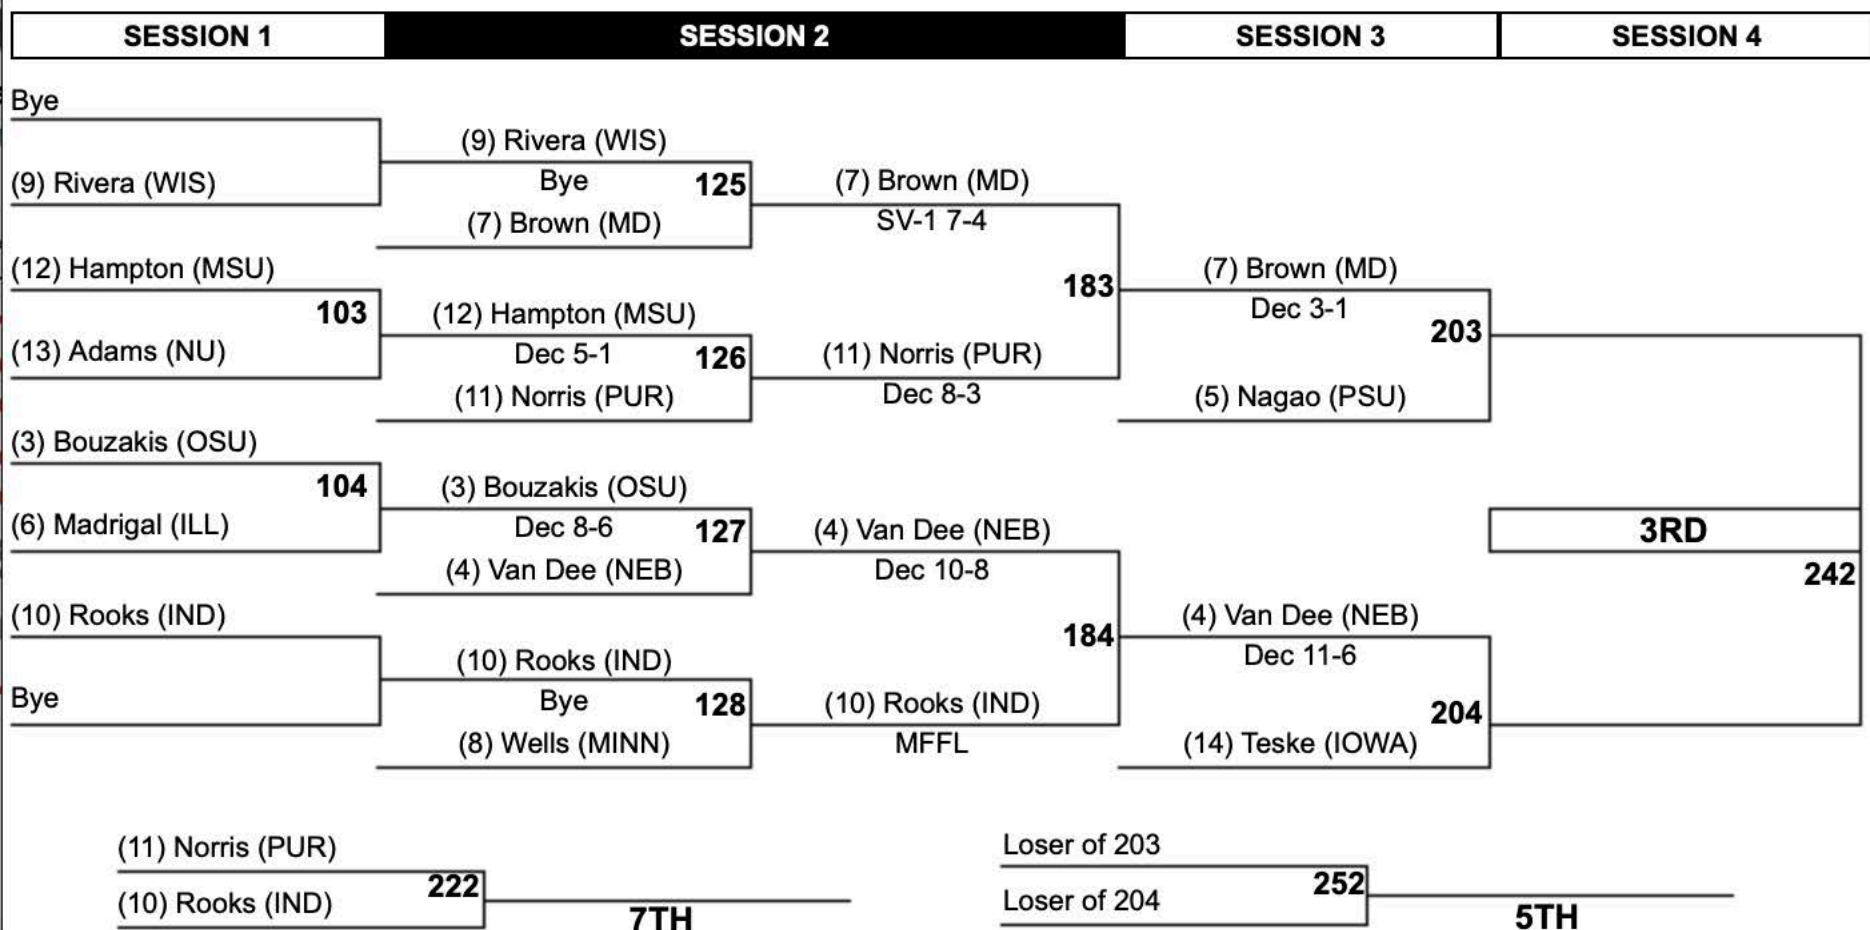 SESSION 1
SESSION 2
SESSION 3
SESSION 4
Bye
(9) Rivera (WIS)
(12) Hampton (MSU)
103
(13) Adams (NU)
(3) Bouzakis (OSU)
104
(6) Madrigal (ILL)
(10) Rooks (IND)
Bye
(9) Rivera (WIS)
Bye
125
(7) Brown (MD)
(12) Hampton (MSU)
Dec 5-1
126
(11) Norris (PUR)
(3) Bouzakis (OSU)
Dec 8-6
127
(4) Van Dee (NEB)
(10) Rooks (IND)
Bye
128
(8) Wells (MINN)
(7) Brown (MD)
SV-1 7-4
183
(11) Norris (PUR)
Dec 8-3
(4) Van Dee (NEB)
Dec 10-8
184
(10) Rooks (IND)
MFFL
(7) Brown (MD)
Dec 3-1
203
(5) Nagao (PSU)
(4) Van Dee (NEB)
Dec 11-6
204
(14) Teske (IOWA)
3RD
242
(11) Norris (PUR)
222
(10) Rooks (IND)
7TH
Loser of 203
252
Loser of 204
5TH